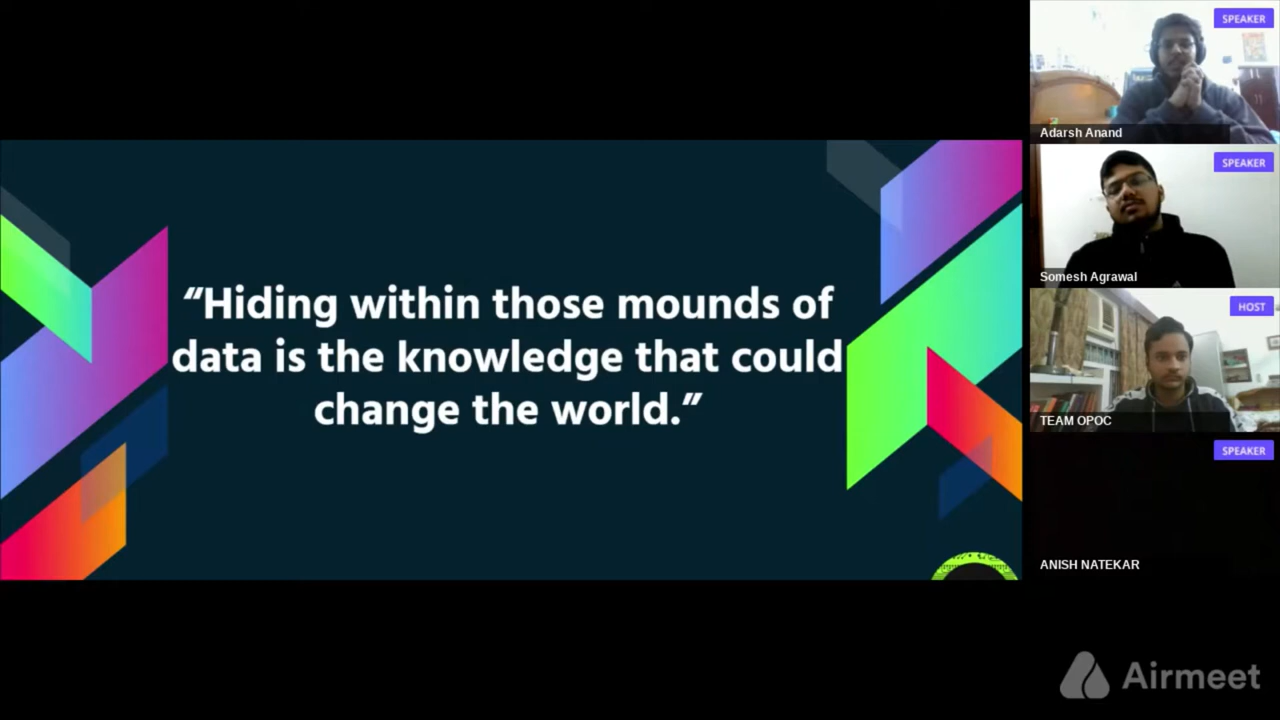 “Hiding within those mounds of
data is the knowledge that could
change the world.”
SPEAKER
Adarsh Anand
SPEAKER
Somesh Agrawal
HOST
TEAM OPOC
SPEAKER
ANISH NATEKAR
Airmeet